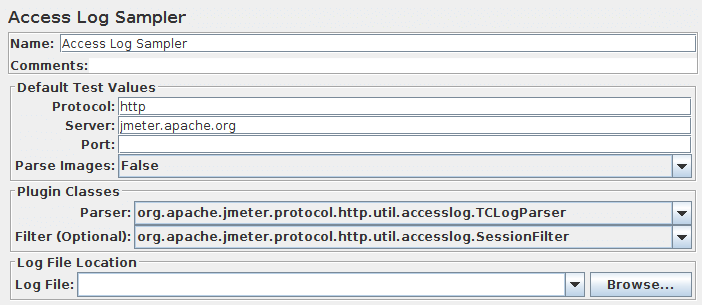 Access Log Sampler
Name: Access Log Sampler
Comments:
Default Test Values
Protocol: http
Server: jmeter.apache.org
Port:
Parse Images: False
Plugin Classes
Parser: org.apache.jmeter.protocol.http.util.accesslog.TCLogParser
Filter (Optional): org.apache.jmeter.protocol.http.util.accesslog.SessionFilter
Log File Location
Log File: Browse...